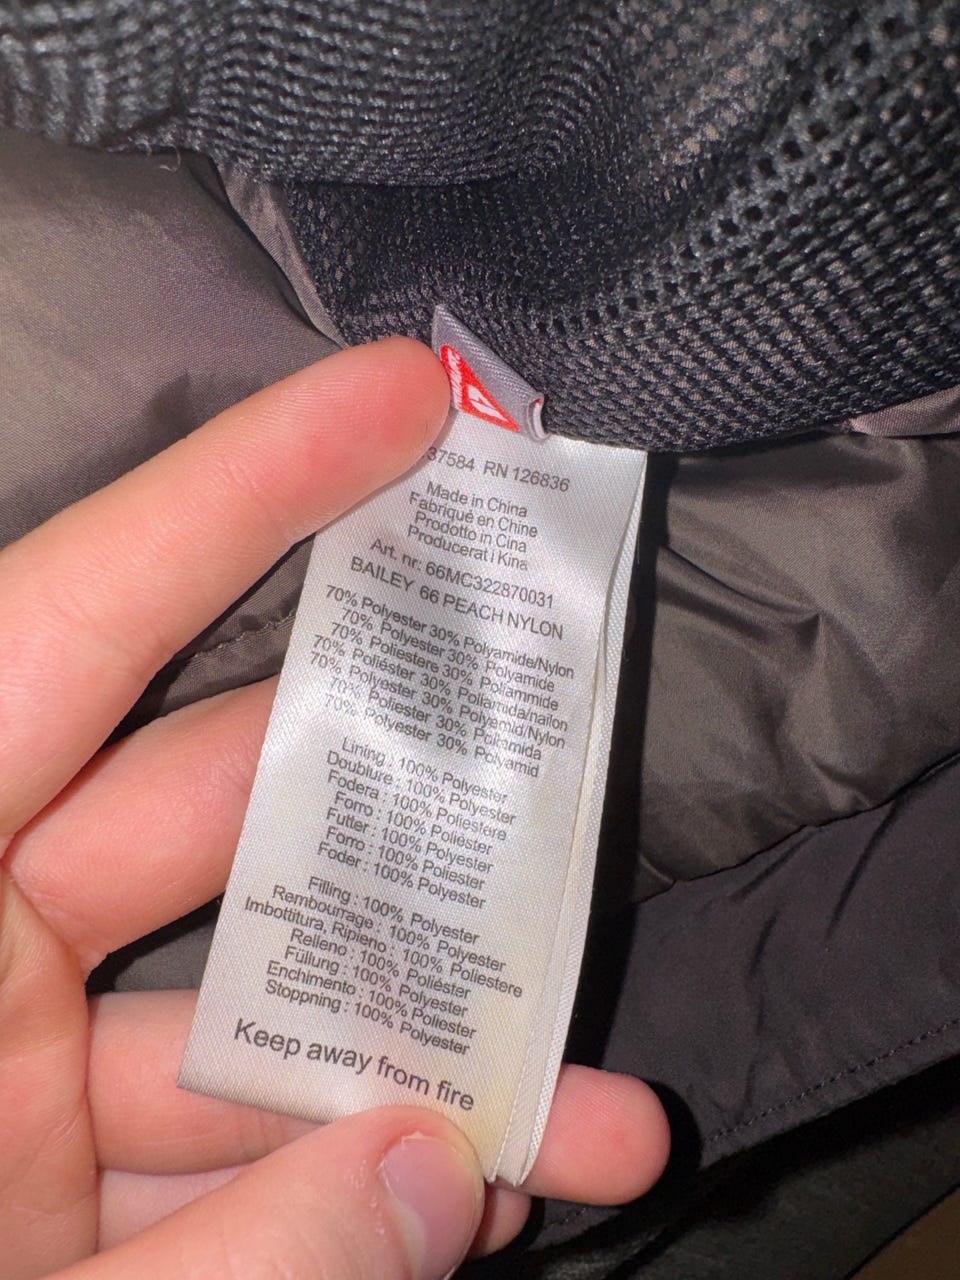 37584 RN 126836
Made in China
Fabriqué en Chine
Prodotto in Cina
Producerat i Kina
Art. nr: 66MC322870031
BAILEY 66 PEACH NYLON
70% Polyester 30% Polyamide/Nylon
70% Polyester 30% Polyamide
70% Poliestere 30% Poliammide
70% Poliéster 30% Poliamida/nailon
70% Polyester 30% Polyamid/Nylon
70% Poliester 30% Poliamida
70% Polyester 30% Polyamid
Lining : 100% Polyester
Doublure : 100% Polyester
Fodera : 100% Poliestere
Forro : 100% Poliéster
Futter : 100% Polyester
Forro : 100% Poliester
Foder : 100% Polyester
Filling : 100% Polyester
Rembourrage : 100% Polyester
Imbottitura, Ripieno : 100% Poliestere
Relleno : 100% Poliéster
Füllung : 100% Polyester
Enchimento : 100% Poliester
Stoppning : 100% Polyester
Keep away from fire